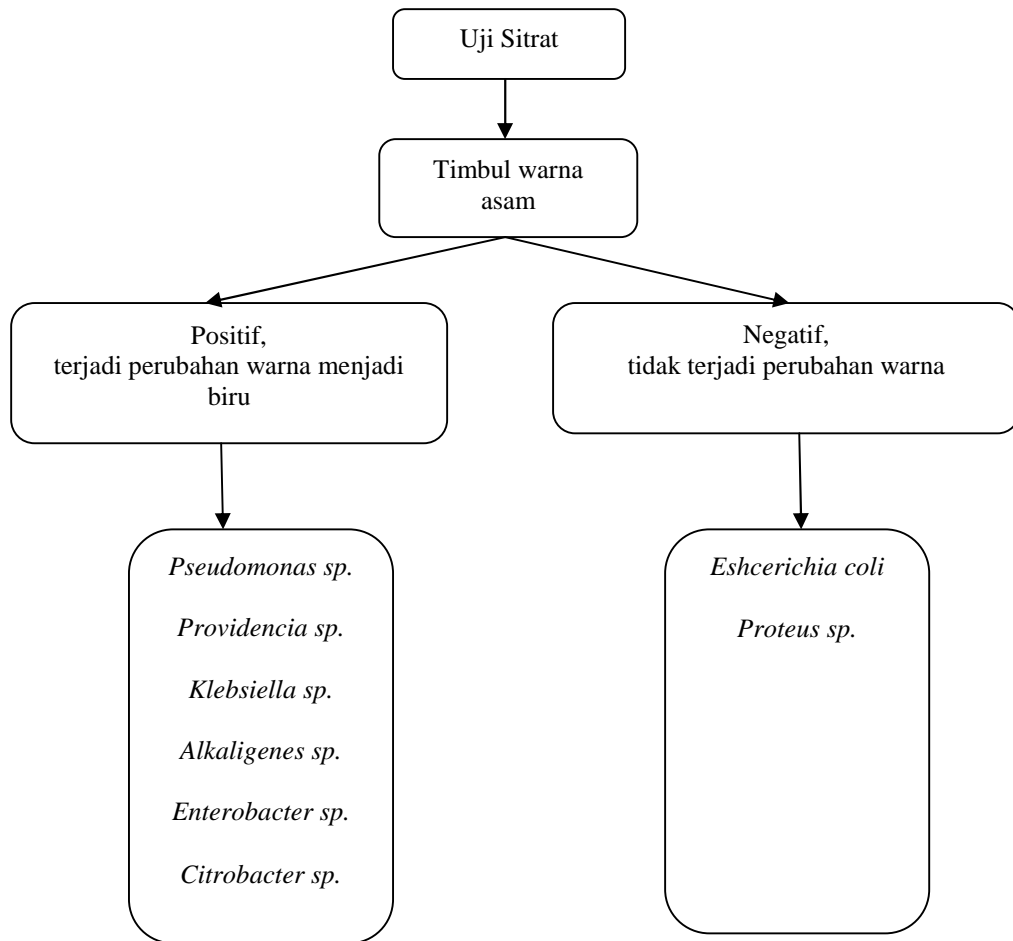 Uji Sitrat
Timbul warna
asam
Positif,
terjadi perubahan warna menjadi
biru
Negatif,
tidak terjadi perubahan warna
Pseudomonas sp.
Providencia sp.
Klebsiella sp.
Alkaligenes sp.
Enterobacter sp.
Citrobacter sp.
Eshcerichia coli
Proteus sp.